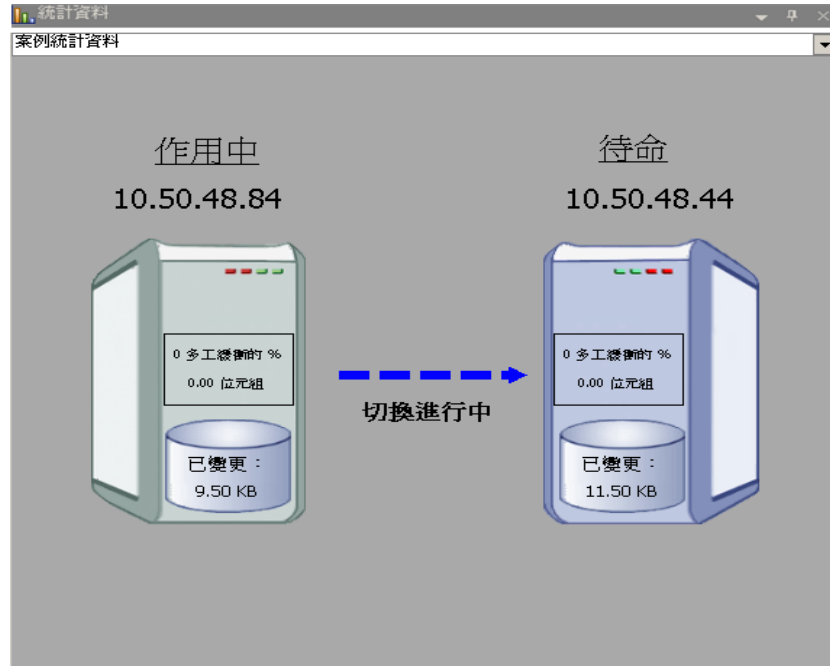 統計資料
案例統計資料
作用中
待命
10.50.48.84
10.50.48.44
0 多工緩衝的 %
0.00 位元組
0 多工緩衝的 %
0.00 位元組
切換進行中
已變更：
9.50 KB
已變更：
11.50 KB